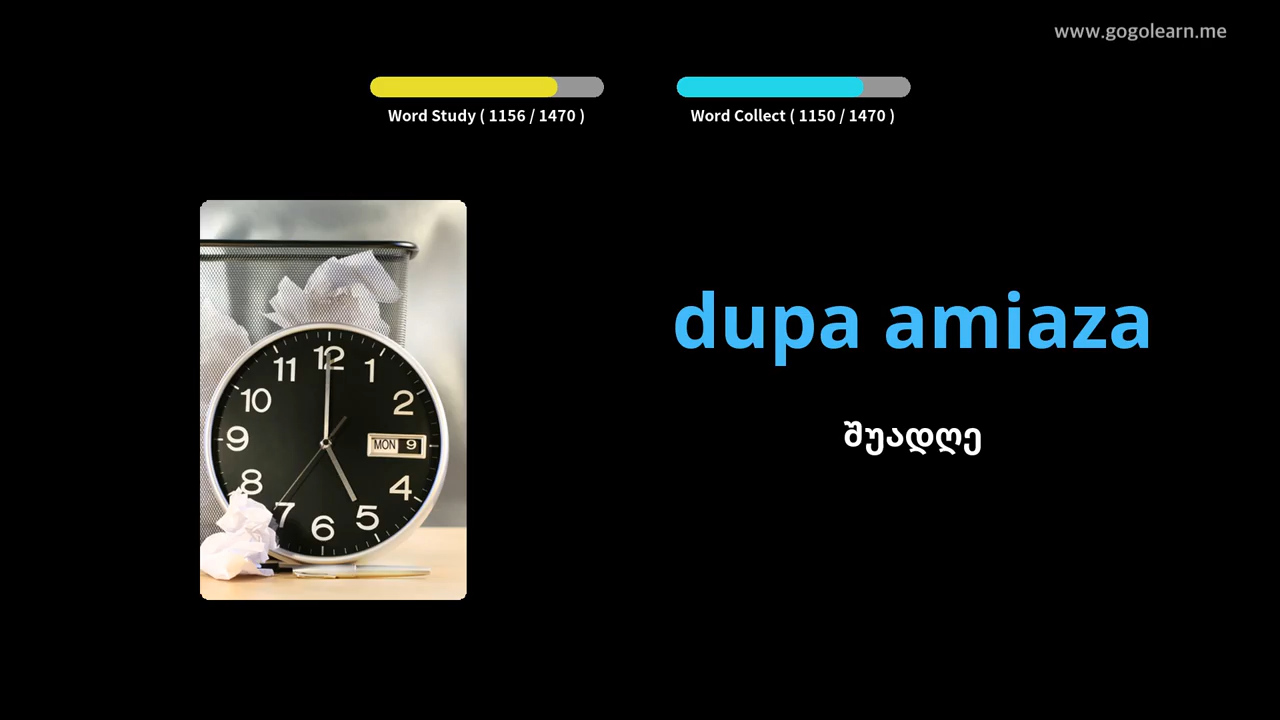 www.gogolearn.me
Word Study ( 1156 / 1470 )
Word Collect ( 1150 / 1470 )
12
11
1
10
2
9
MON 9
8
4
7
5
6
dupa amiaza
შუადღე